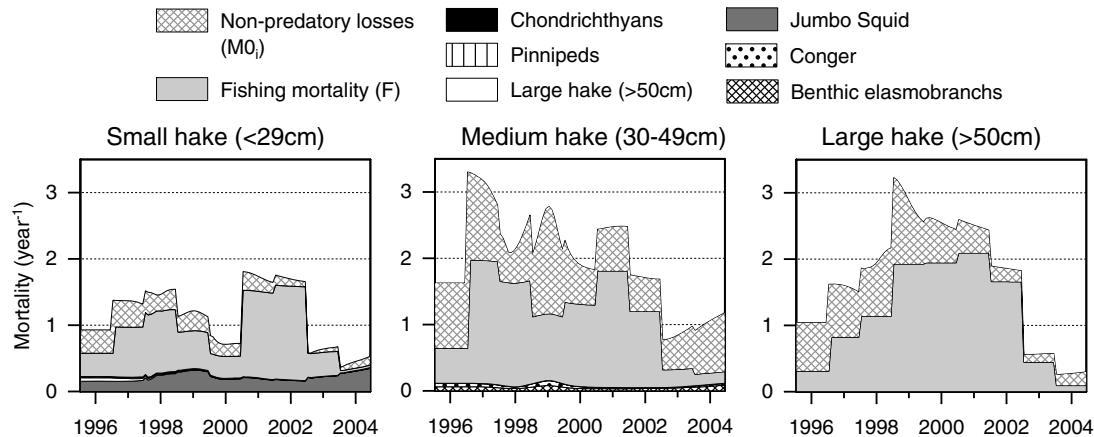 Non-predatory losses (M0i)
Chondrichthyans
Jumbo Squid
Pinnipeds
Conger
Fishing mortality (F)
Large hake (>50cm)
Benthic elasmobranchs
Small hake (<29cm)
Medium hake (30-49cm)
Large hake (>50cm)
Mortality (year-1)
3
2
1
0
1996 1998 2000 2002 2004
3
2
1
0
1996 1998 2000 2002 2004
3
2
1
0
1996 1998 2000 2002 2004